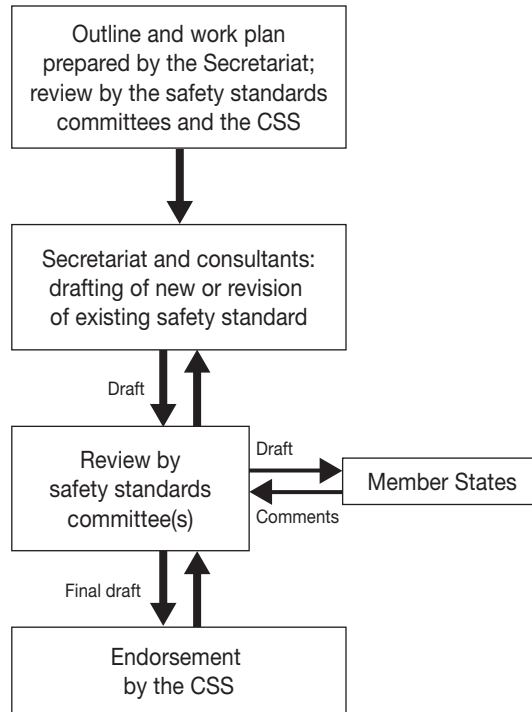 Outline and work plan
prepared by the Secretariat;
review by the safety standards
committees and the CSS
Secretariat and consultants:
drafting of new or revision
of existing safety standard
Draft
Review by
safety standards
committee(s)
Draft
Comments
Member States
Final draft
Endorsement
by the CSS